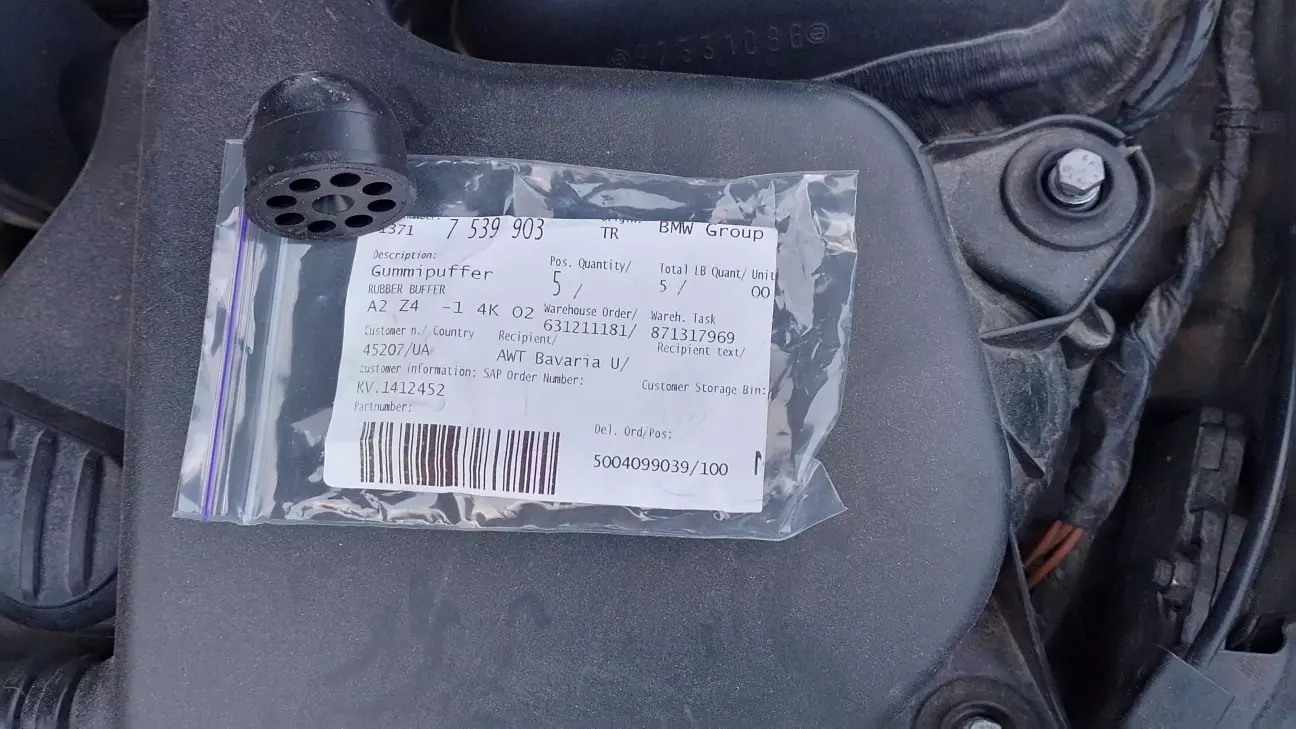 97331086
1371 7 539 903 TR BMW Group
Description:
Gummipuffer
RUBBER BUFFER
A2 Z4 -1 4K 02
Pos. Quantity/
5 /
Total LB Quant/ Unit
5 / 00
Warehouse Order/
631211181/
Wareh. Task
871317969
Customer n./ Country
45207/UA
Recipient/
AWT Bavaria U/
Recipient text/
customer information: SAP Order Number:
KV.1412452
Customer Storage Bin:
Partnumber:
Del. Ord/Pos:
5004099039/100